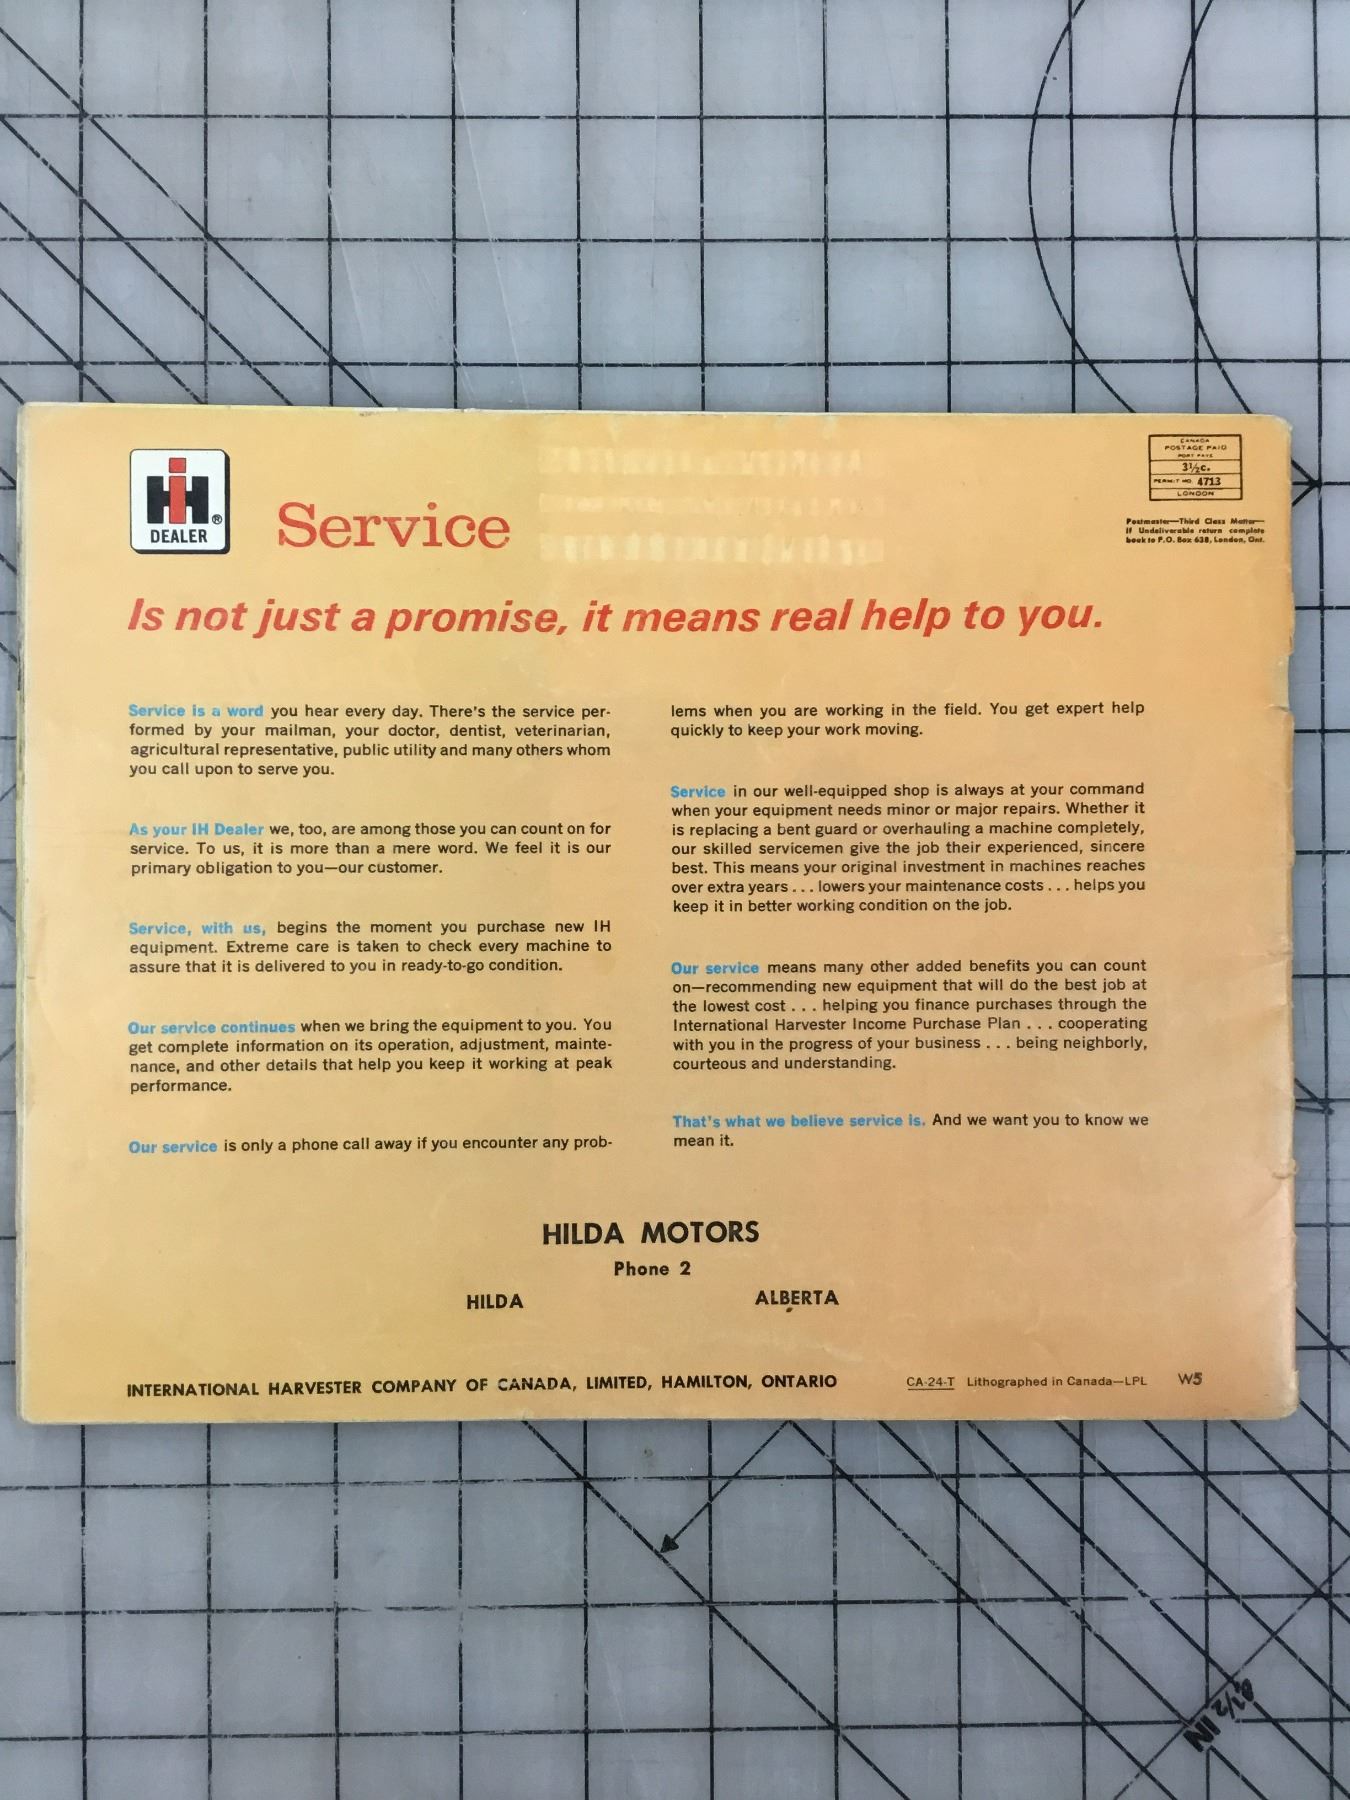 IH
®
DEALER
Service
CANADA
POSTAGE PAID
PORT PAYE
3½c.
PERMIT NO. 4713
LONDON
Postmaster—Third Class Matter—
If Undeliverable return complete
book to P.O. Box 638, London, Ont.
Is not just a promise, it means real help to you.
Service is a word you hear every day. There's the service per-
formed by your mailman, your doctor, dentist, veterinarian,
agricultural representative, public utility and many others whom
you call upon to serve you.
As your IH Dealer we, too, are among those you can count on for
service. To us, it is more than a mere word. We feel it is our
primary obligation to you—our customer.
Service, with us, begins the moment you purchase new IH
equipment. Extreme care is taken to check every machine to
assure that it is delivered to you in ready-to-go condition.
Our service continues when we bring the equipment to you. You
get complete information on its operation, adjustment, mainte-
nance, and other details that help you keep it working at peak
performance.
Our service is only a phone call away if you encounter any prob-
lems when you are working in the field. You get expert help
quickly to keep your work moving.
Service in our well-equipped shop is always at your command
when your equipment needs minor or major repairs. Whether it
is replacing a bent guard or overhauling a machine completely,
our skilled servicemen give the job their experienced, sincere
best. This means your original investment in machines reaches
over extra years . . . lowers your maintenance costs . . . helps you
keep it in better working condition on the job.
Our service means many other added benefits you can count
on—recommending new equipment that will do the best job at
the lowest cost . . . helping you finance purchases through the
International Harvester Income Purchase Plan . . . cooperating
with you in the progress of your business . . . being neighborly,
courteous and understanding.
That's what we believe service is. And we want you to know we
mean it.
HILDA MOTORS
Phone 2
HILDA ALBERTA
INTERNATIONAL HARVESTER COMPANY OF CANADA, LIMITED, HAMILTON, ONTARIO
CA-24-T Lithographed in Canada—LPL W5
8 1/2 IN